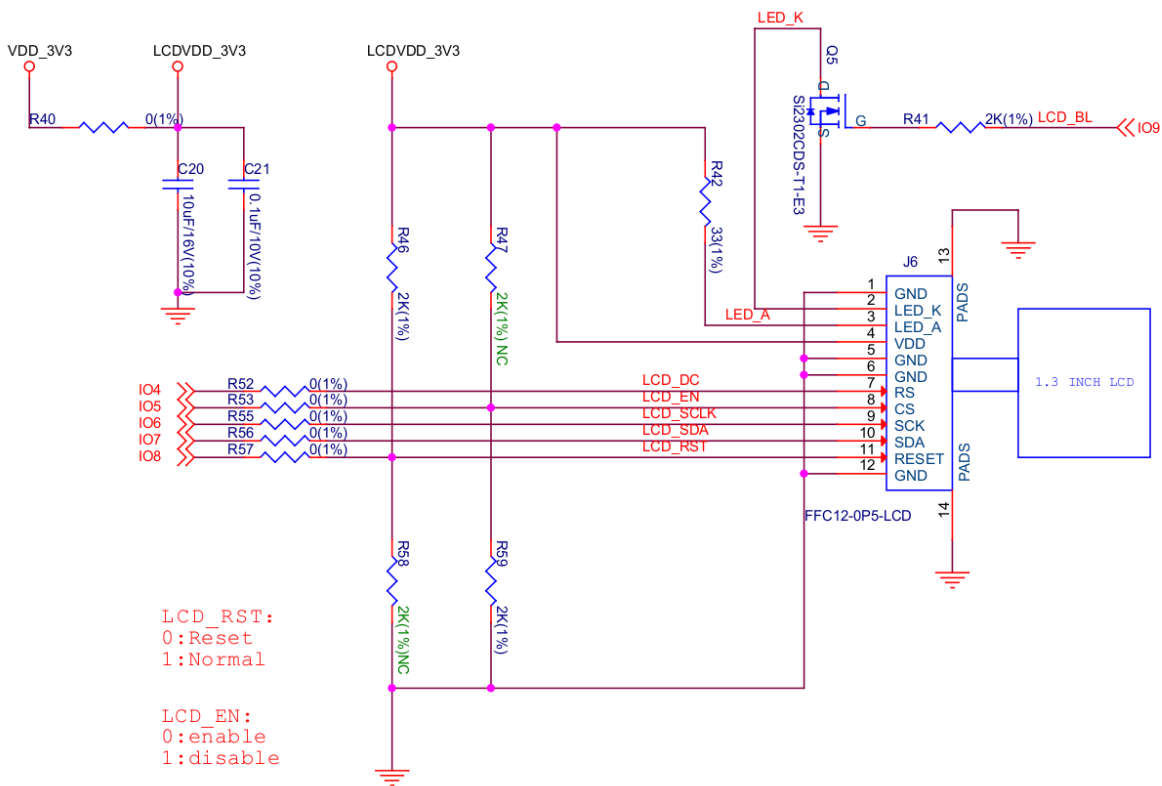 LED_K
VDD_3V3
LCDVDD_3V3
LCDVDD_3V3
Q5
D
S
G
Si2302CDS-T1-E3
R40
0(1%)
R41
2K(1%)
LCD_BL
IO9
C20
10uF/16V(10%)
C21
0.1uF/10V(10%)
R42
33(1%)
R46
2K(1%)
R47
2K(1%) NC
J6
13
PADS
1
GND
2
LED_K
LED_A
3
LED_A
4
VDD
5
GND
6
GND
IO4
R52
0(1%)
LCD_DC
7
RS
IO5
R53
0(1%)
LCD_EN
8
CS
IO6
R55
0(1%)
LCD_SCLK
9
SCK
IO7
R56
0(1%)
LCD_SDA
10
SDA
IO8
R57
0(1%)
LCD_RST
11
RESET
12
GND
PADS
14
1.3 INCH LCD
FFC12-0P5-LCD
R58
2K(1%)NC
R59
2K(1%)
LCD_RST:
0:Reset
1:Normal
LCD_EN:
0:enable
1:disable